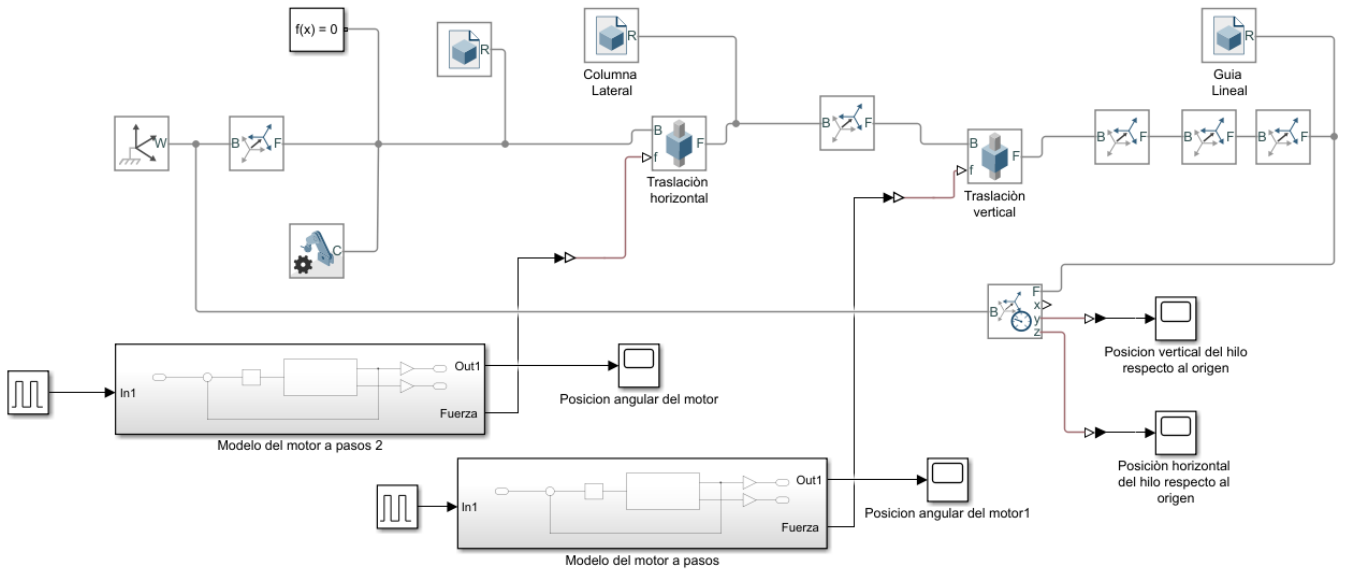 f(x) = 0
R
Columna
Lateral
R
Guia
Lineal
R
W
B
F
B
f
F
Traslaciòn
horizontal
B
F
B
f
F
Traslaciòn
vertical
B
F
B
F
B
F
C
B
F
x
y
z
Posicion vertical del hilo
respecto al origen
Posiciòn horizontal
del hilo respecto al
origen
In1
Out1
Fuerza
Modelo del motor a pasos 2
Posicion angular del motor
In1
Out1
Fuerza
Modelo del motor a pasos
Posicion angular del motor1